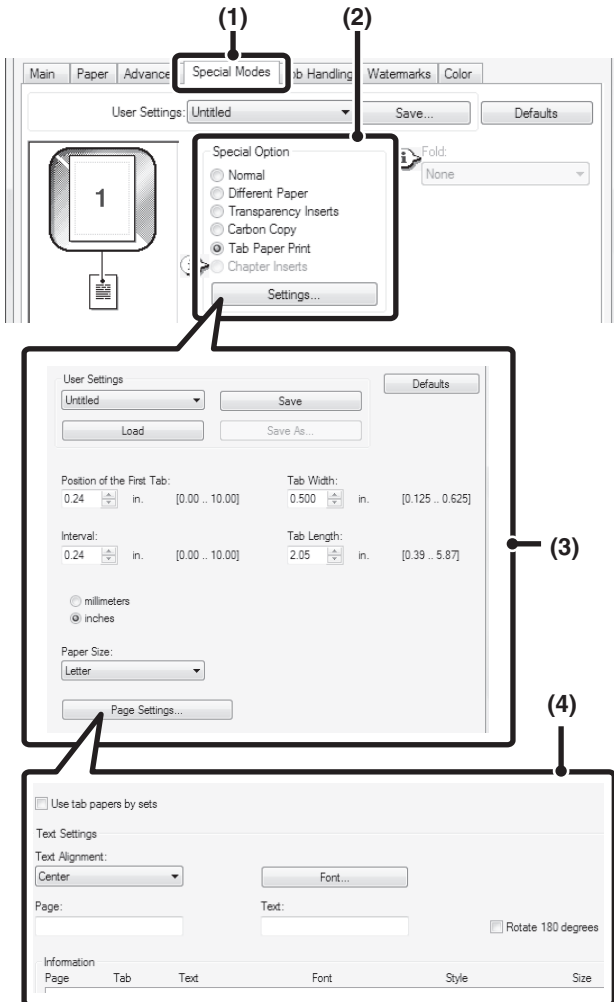 (1) (2)
Main Paper Advance Special Modes ob Handling Watermarks Color
User Settings: Untitled Save... Defaults
1
Special Option
Normal
Different Paper
Transparency Inserts
Carbon Copy
Tab Paper Print
Chapter Inserts
Settings...
Fold:
None
(3)
User Settings
Untitled Save Defaults
Load Save As...
Position of the First Tab: Tab Width:
0.24 in. [0.00 .. 10.00] 0.500 in. [0.125 .. 0.625]
Interval: Tab Length:
0.24 in. [0.00 .. 10.00] 2.05 in. [0.39 .. 5.87]
millimeters
inches
Paper Size:
Letter
Page Settings...
(4)
Use tab papers by sets
Text Settings
Text Alignment:
Center Font...
Page: Text:
Rotate 180 degrees
Information
Page Tab Text Font Style Size